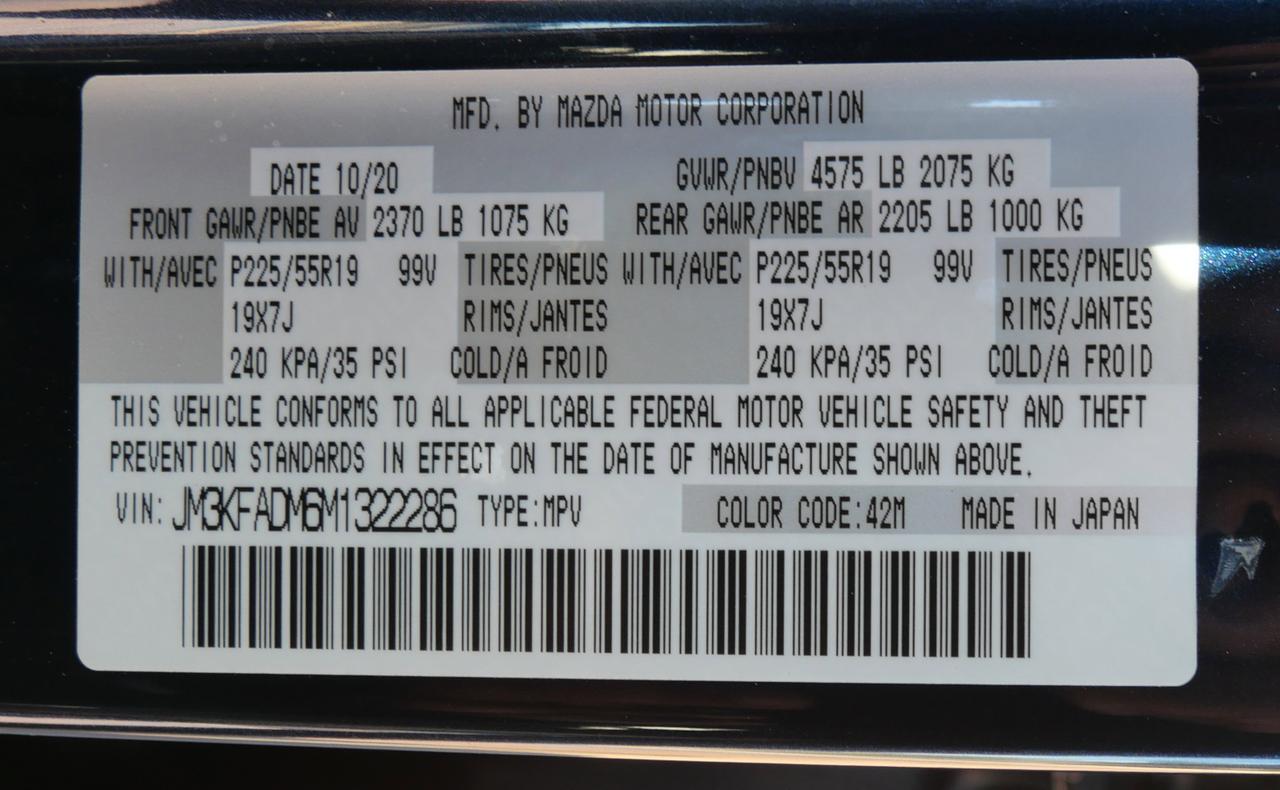 MFD. BY MAZDA MOTOR CORPORATION
DATE 10/20 GVWR/PNBV 4575 LB 2075 KG
FRONT GAWR/PNBE AV 2370 LB 1075 KG REAR GAWR/PNBE AR 2205 LB 1000 KG
WITH/AVEC P225/55R19 99V TIRES/PNEUS WITH/AVEC P225/55R19 99V TIRES/PNEUS
19X7J RIMS/JANTES 19X7J RIMS/JANTES
240 KPA/35 PSI COLD/A FROID 240 KPA/35 PSI COLD/A FROID
THIS VEHICLE CONFORMS TO ALL APPLICABLE FEDERAL MOTOR VEHICLE SAFETY AND THEFT
PREVENTION STANDARDS IN EFFECT ON THE DATE OF MANUFACTURE SHOWN ABOVE.
VIN: JM3KFADM6M1322286 TYPE:MPV COLOR CODE:42M MADE IN JAPAN